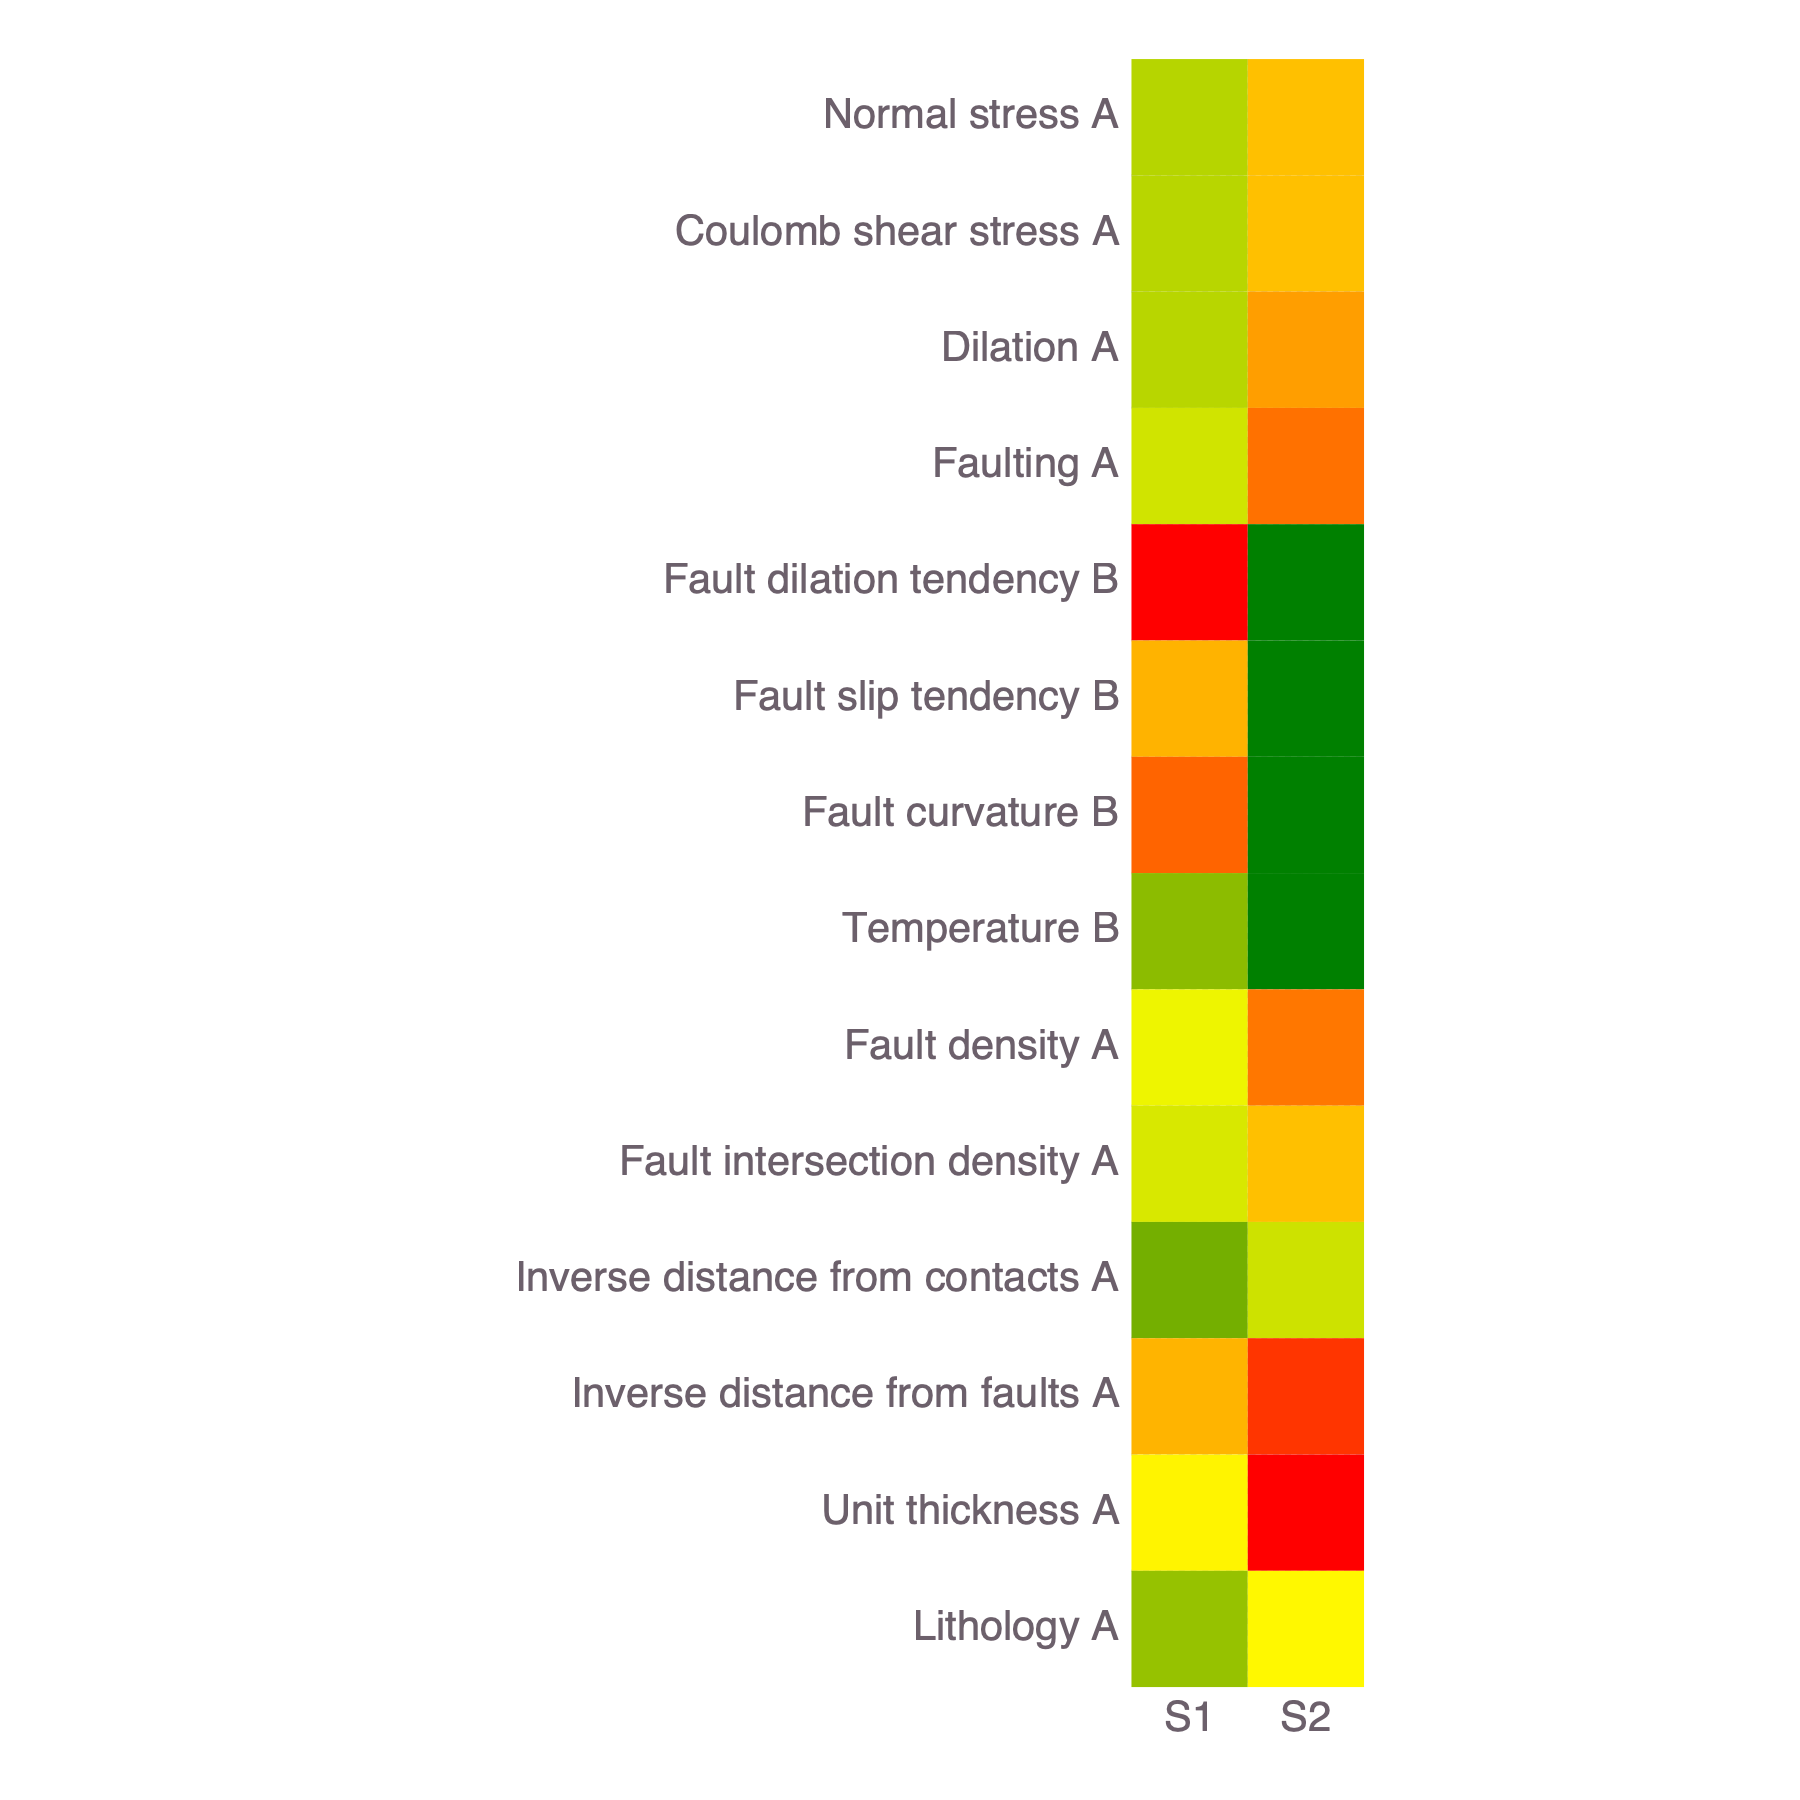 Normal stress A
Coulomb shear stress A
Dilation A
Faulting A
Fault dilation tendency B
Fault slip tendency B
Fault curvature B
Temperature B
Fault density A
Fault intersection density A
Inverse distance from contacts A
Inverse distance from faults A
Unit thickness A
Lithology A
S1 S2